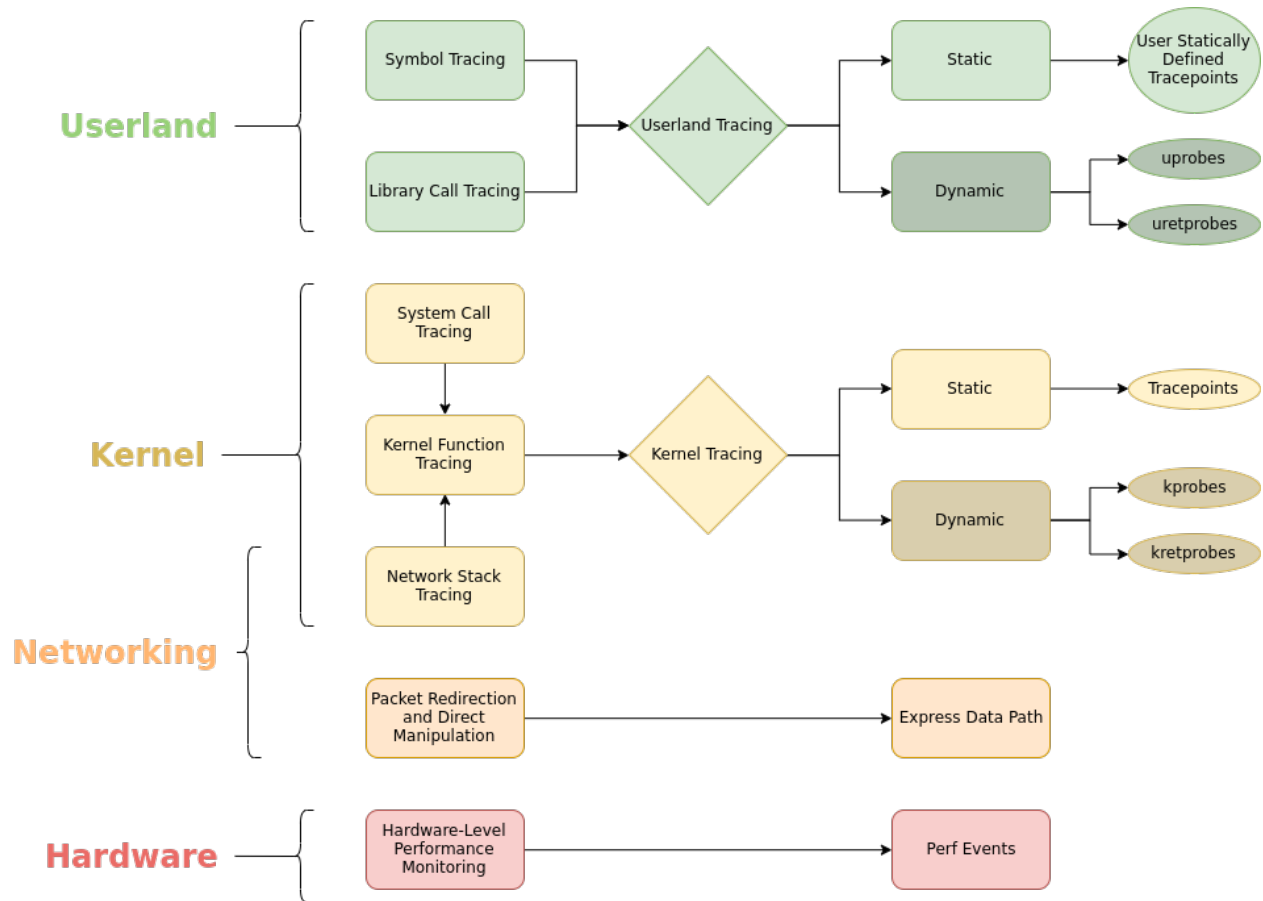 Userland
Symbol Tracing
Library Call Tracing
Userland Tracing
Static
User Statically
Defined
Tracepoints
Dynamic
uprobes
uretprobes
Kernel
System Call
Tracing
Kernel Function
Tracing
Network Stack
Tracing
Kernel Tracing
Static
Tracepoints
Dynamic
kprobes
kretprobes
Networking
Packet Redirection
and Direct
Manipulation
Express Data Path
Hardware
Hardware-Level
Performance
Monitoring
Perf Events